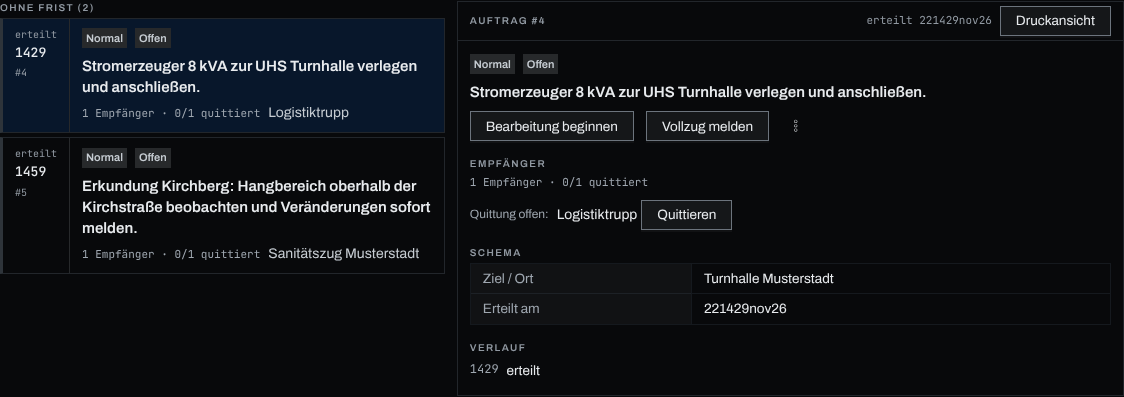 OHNE FRIST (2)
erteilt
1429
#4
Normal Offen
Stromerzeuger 8 kVA zur UHS Turnhalle verlegen
und anschließen.
1 Empfänger · 0/1 quittiert Logistiktrupp
erteilt
1459
#5
Normal Offen
Erkundung Kirchberg: Hangbereich oberhalb der
Kirchstraße beobachten und Veränderungen sofort
melden.
1 Empfänger · 0/1 quittiert Sanitätszug Musterstadt
AUFTRAG #4 erteilt 221429nov26 Druckansicht
Normal Offen
Stromerzeuger 8 kVA zur UHS Turnhalle verlegen und anschließen.
Bearbeitung beginnen Vollzug melden
EMPFÄNGER
1 Empfänger · 0/1 quittiert
Quittung offen: Logistiktrupp Quittieren
SCHEMA
Ziel / Ort Turnhalle Musterstadt
Erteilt am 221429nov26
VERLAUF
1429 erteilt